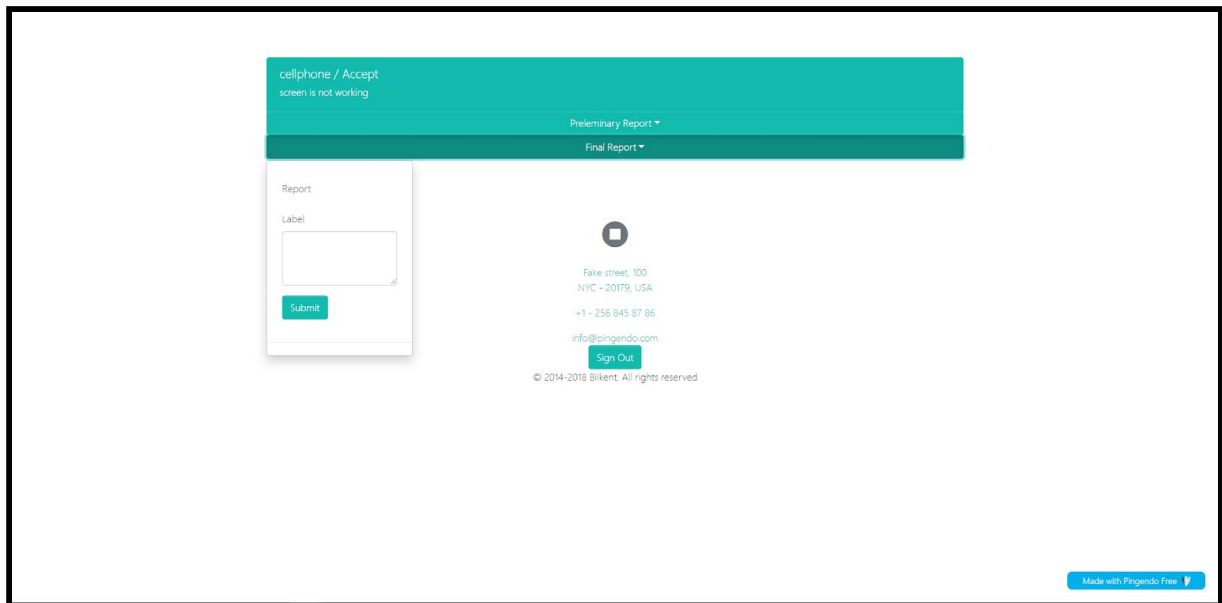 cellphone / Accept
screen is not working
Preleminary Report
Final Report
Report
Label
Submit
Fake street, 100
NYC - 20179, USA
+1 - 256 845 87 86
info@pingendo.com
Sign Out
© 2014-2018 Bilkent. All rights reserved
Made with Pingendo Free